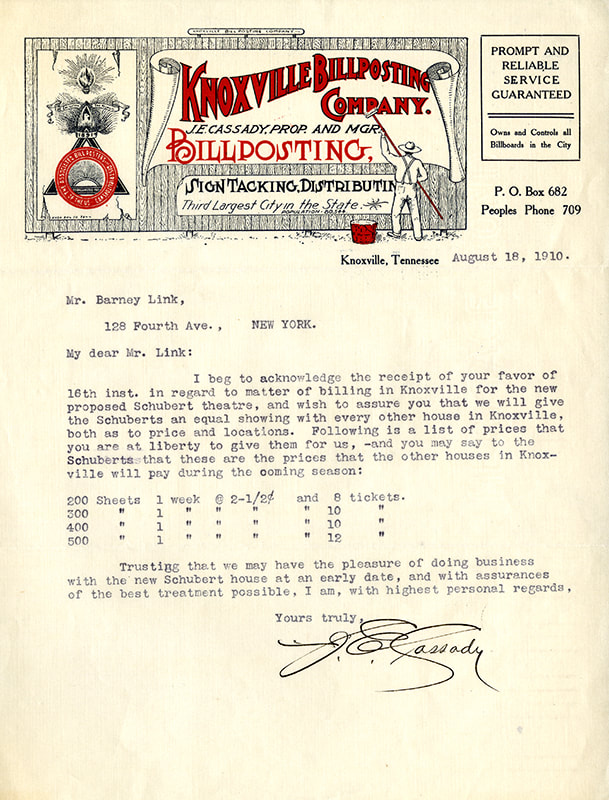 KNOXVILLE BILLPOSTING COMPANY
KNOXVILLE BILLPOSTING
COMPANY.
J.E. CASSADY, PROP. AND MGR.
BILLPOSTING,
SIGN TACKING, DISTRIBUTIN
Third Largest City in the State
1891
ASSOCIATED BILL POSTERS
PROMPT AND
RELIABLE
SERVICE
GUARANTEED
Owns and Controls all
Billboards in the City
P. O. Box 682
Peoples Phone 709
Knoxville, Tennessee August 18, 1910.
Mr. Barney Link,
128 Fourth Ave., NEW YORK.
My dear Mr. Link:
I beg to acknowledge the receipt of your favor of
16th inst. in regard to matter of billing in Knoxville for the new
proposed Schubert theatre, and wish to assure you that we will give
the Schuberts an equal showing with every other house in Knoxville,
both as to price and locations. Following is a list of prices that
you are at liberty to give them for us, -and you may say to the
Schuberts that these are the prices that the other houses in Knox-
ville will pay during the coming season:
200 Sheets 1 week @ 2-1/2¢ and 8 tickets.
300 " 1 " " " " 10 "
400 " 1 " " " " 10 "
500 " 1 " " " " 12 "
Trusting that we may have the pleasure of doing business
with the new Schubert house at an early date, and with assurances
of the best treatment possible, I am, with highest personal regards,
Yours truly,
J. E. Cassady